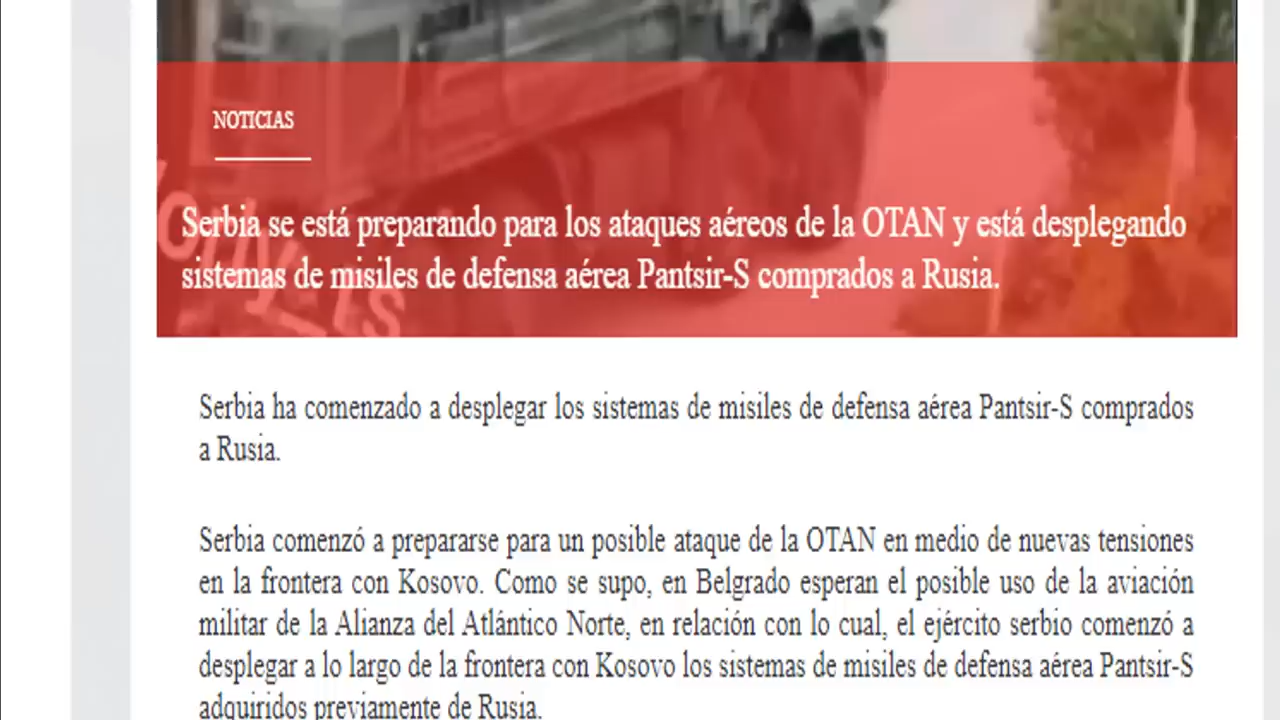 NOTICIAS
Serbia se está preparando para los ataques aéreos de la OTAN y está desplegando
sistemas de misiles de defensa aérea Pantsir-S comprados a Rusia.
Serbia ha comenzado a desplegar los sistemas de misiles de defensa aérea Pantsir-S comprados
a Rusia.
Serbia comenzó a prepararse para un posible ataque de la OTAN en medio de nuevas tensiones
en la frontera con Kosovo. Como se supo, en Belgrado esperan el posible uso de la aviación
militar de la Alianza del Atlántico Norte, en relación con lo cual, el ejército serbio comenzó a
desplegar a lo largo de la frontera con Kosovo los sistemas de misiles de defensa aérea Pantsir-S
adquiridos previamente de Rusia.